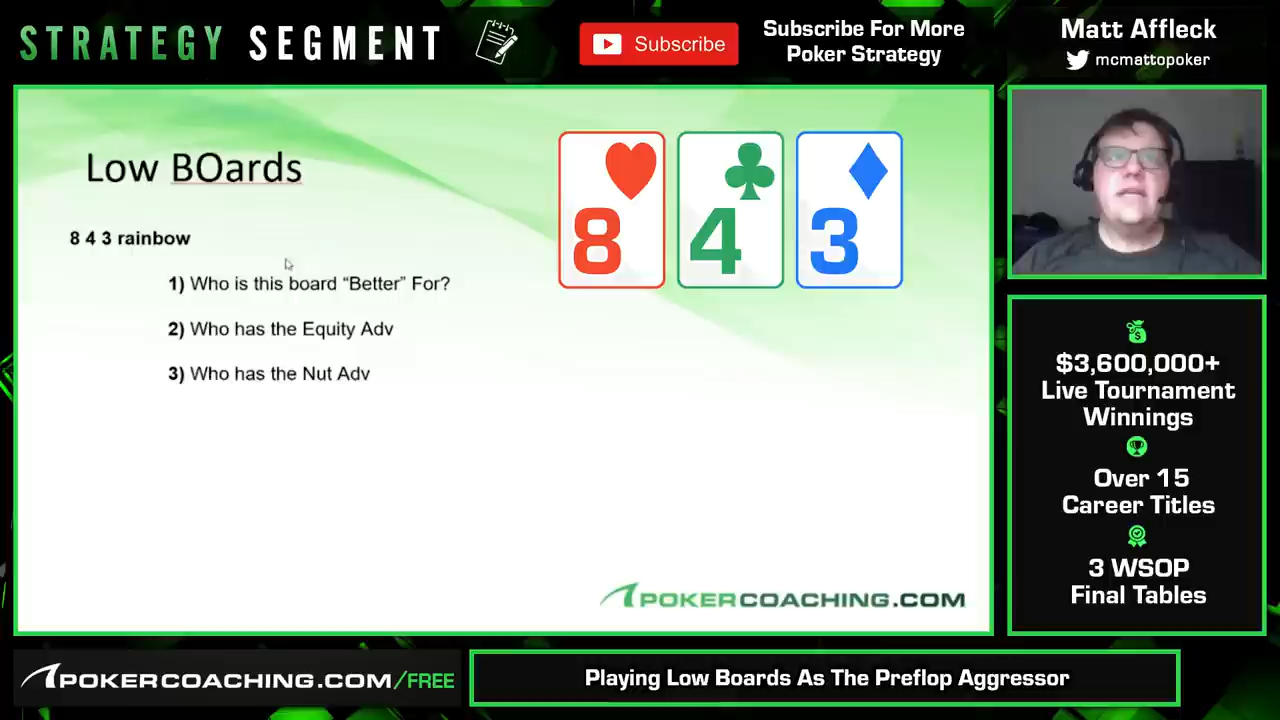 STRATEGY SEGMENT
Subscribe
Subscribe For More
Poker Strategy
Matt Affleck
mcmattopoker
Low BOards
8 4 3 rainbow
1) Who is this board “Better” For?
2) Who has the Equity Adv
3) Who has the Nut Adv
8 4 3
POKERCOACHING.COM
$3,600,000+
Live Tournament
Winnings
Over 15
Career Titles
3 WSOP
Final Tables
POKERCOACHING.COM/FREE
Playing Low Boards As The Preflop Aggressor